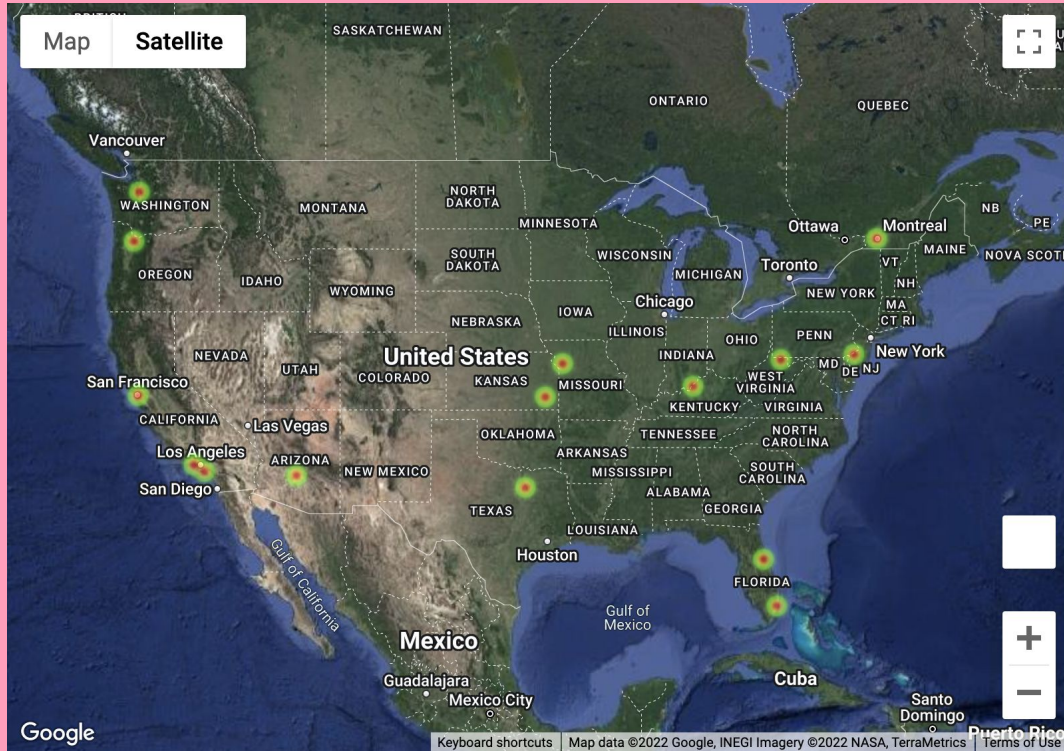 Map
Satellite
BRITISH
SASKATCHEWAN
ONTARIO
QUEBEC
Vancouver
WASHINGTON
MONTANA
NORTH
DAKOTA
MINNESOTA
Ottawa
Montreal
NB
PE
NOVA SCOTI
MAINE
VT
NH
MA
CT RI
OREGON
IDAHO
WYOMING
SOUTH
DAKOTA
WISCONSIN
MICHIGAN
Toronto
NEW YORK
Chicago
IOWA
NEBRASKA
ILLINOIS
INDIANA
OHIO
PENN
New York
NEVADA
UTAH
COLORADO
United States
KANSAS
MISSOURI
WEST
VIRGINIA
MD
DE
NJ
San Francisco
CALIFORNIA
Las Vegas
KENTUCKY
VIRGINIA
OKLAHOMA
TENNESSEE
NORTH
CAROLINA
Los Angeles
ARIZONA
NEW MEXICO
ARKANSAS
MISSISSIPPI
SOUTH
CAROLINA
San Diego
ALABAMA
GEORGIA
TEXAS
LOUISIANA
Houston
Gulf of California
FLORIDA
Gulf of
Mexico
Mexico
Guadalajara
Mexico City
Cuba
Santo
Domingo
Puerto Ric
Google
Keyboard shortcuts
Map data ©2022 Google, INEGI Imagery ©2022 NASA, TerraMetrics
Terms of Use